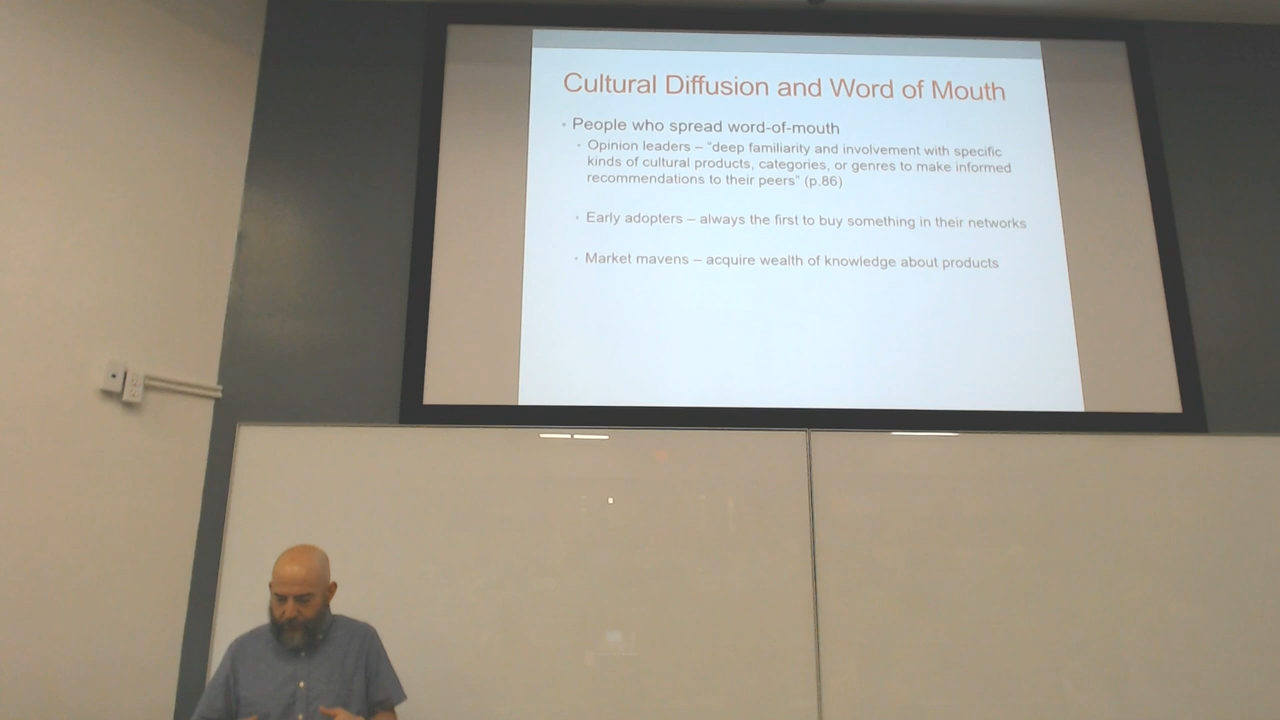 Cultural Diffusion and Word of Mouth
• People who spread word-of-mouth
• Opinion leaders – "deep familiarity and involvement with specific
kinds of cultural products, categories, or genres to make informed
recommendations to their peers" (p.86)
• Early adopters – always the first to buy something in their networks
• Market mavens – acquire wealth of knowledge about products